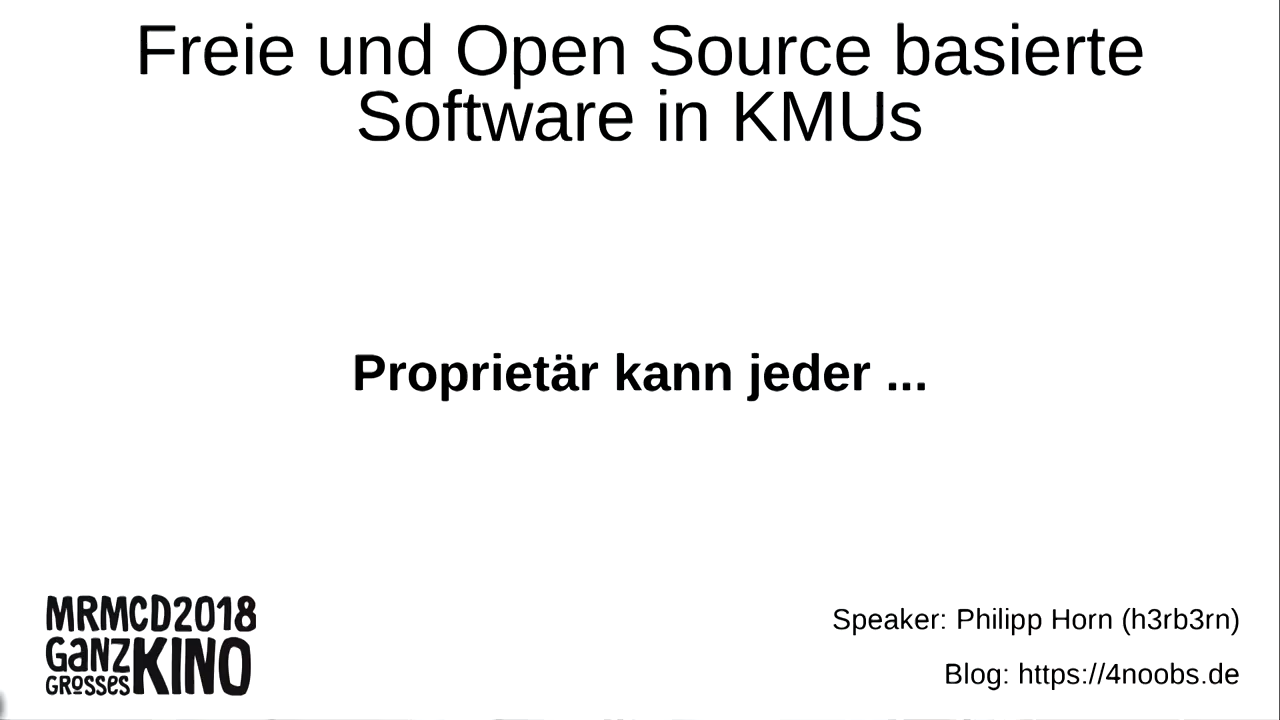 Freie und Open Source basierte
Software in KMUs
Proprietär kann jeder ...
MRMCD2018
GANZ KINO
GROSSES
Speaker: Philipp Horn (h3rb3rn)
Blog: https://4noobs.de